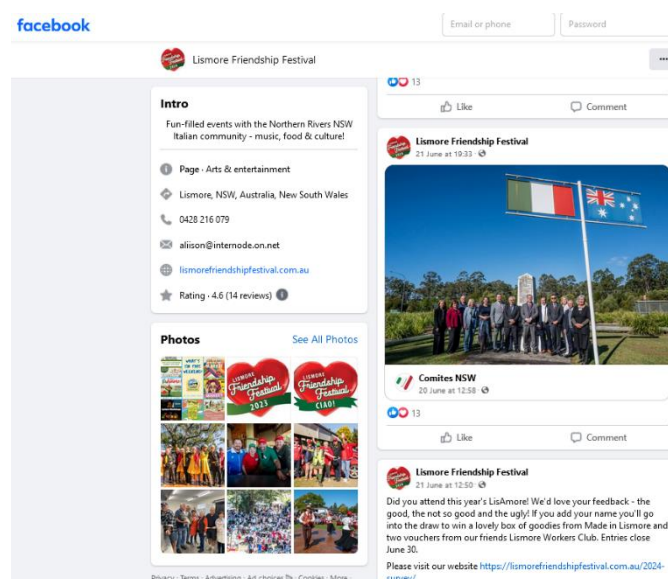 facebook
Email or phone
Password
Lismore Friendship Festival
Intro
Fun-filled events with the Northern Rivers NSW
Italian community - music, food & culture!
Page · Arts & entertainment
Lismore, NSW, Australia, New South Wales
0428 216 079
aliison@internode.on.net
lismorefriendshipfestival.com.au
Rating · 4.6 (14 reviews)
Photos
See All Photos
WHAT'S
LISMORE
Friendship
Festival
2023
LISMORE
Friendship
Festival
CIAO!
Privacy · Terms · Advertising · Ad choices · Cookies · More ·
13
Like
Comment
Lismore Friendship Festival
21 June at 19:33
Comites NSW
20 June at 12:58
13
Like
Comment
Lismore Friendship Festival
21 June at 12:50
Did you attend this year's LisAmore! We'd love your feedback - the
good, the not so good and the ugly! If you add your name you'll go
into the draw to win a lovely box of goodies from Made in Lismore and
two vouchers from our friends Lismore Workers Club. Entries close
June 30.
Please visit our website https://lismorefriendshipfestival.com.au/2024-
survey/